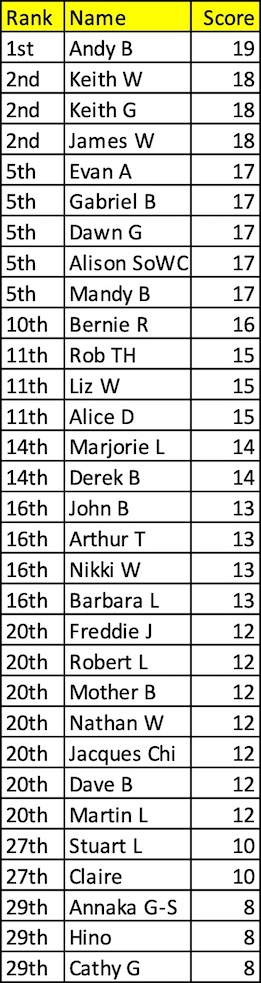 Rank Name Score
1st Andy B 19
2nd Keith W 18
2nd Keith G 18
2nd James W 18
5th Evan A 17
5th Gabriel B 17
5th Dawn G 17
5th Alison SoWC 17
5th Mandy B 17
10th Bernie R 16
11th Rob TH 15
11th Liz W 15
11th Alice D 15
14th Marjorie L 14
14th Derek B 14
16th John B 13
16th Arthur T 13
16th Nikki W 13
16th Barbara L 13
20th Freddie J 12
20th Robert L 12
20th Mother B 12
20th Nathan W 12
20th Jacques Chi 12
20th Dave B 12
20th Martin L 12
27th Stuart L 10
27th Claire 10
29th Annaka G-S 8
29th Hino 8
29th Cathy G 8